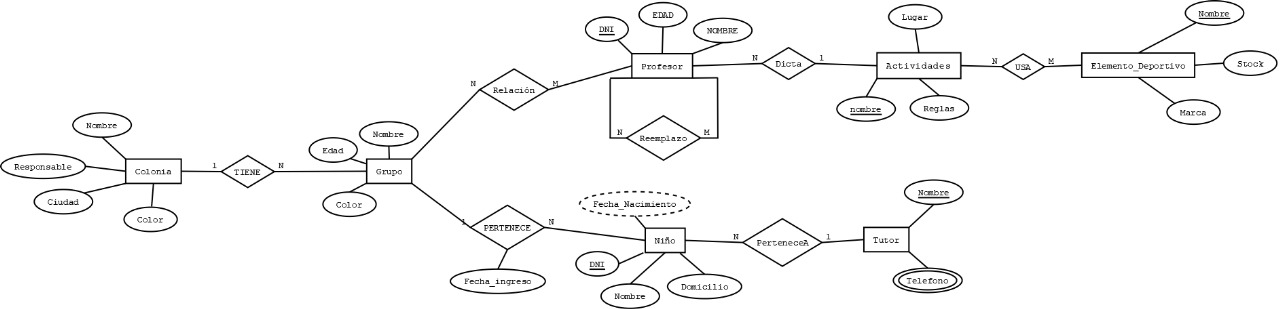 Nombre
Responsable
Ciudad
Color
Colonia
1
TIENE
N
Edad
Nombre
Color
Grupo
N
Relación
M
DNI
EDAD
NOMBRE
Profesor
N
Reemplazo
M
N
Dicta
1
Lugar
Actividades
nombre
Reglas
N
USA
M
Nombre
Elemento_Deportivo
Stock
Marca
1
PERTENECE
N
Fecha_ingreso
Fecha_Nacimiento
Niño
DNI
Nombre
Domicilio
N
PerteneceA
1
Nombre
Tutor
Telefono